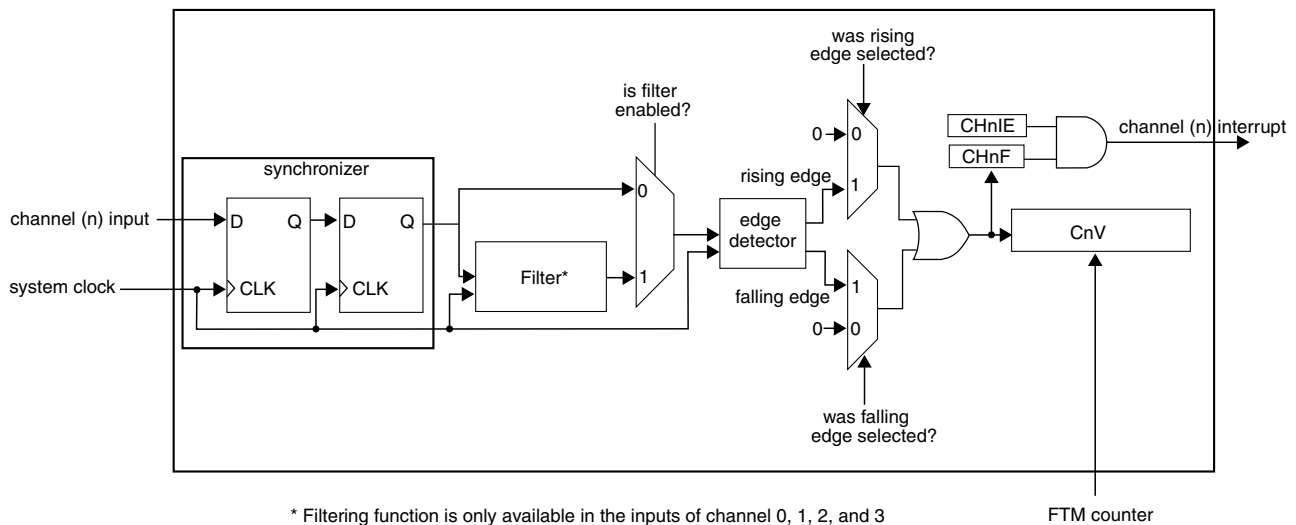 was rising
edge selected?
is filter
enabled?
synchronizer
channel (n) input
system clock
D
Q
CLK
D
Q
CLK
Filter*
0
1
edge
detector
rising edge
falling edge
0
0
1
1
0
0
was falling
edge selected?
CHnIE
CHnF
channel (n) interrupt
CnV
FTM counter
* Filtering function is only available in the inputs of channel 0, 1, 2, and 3